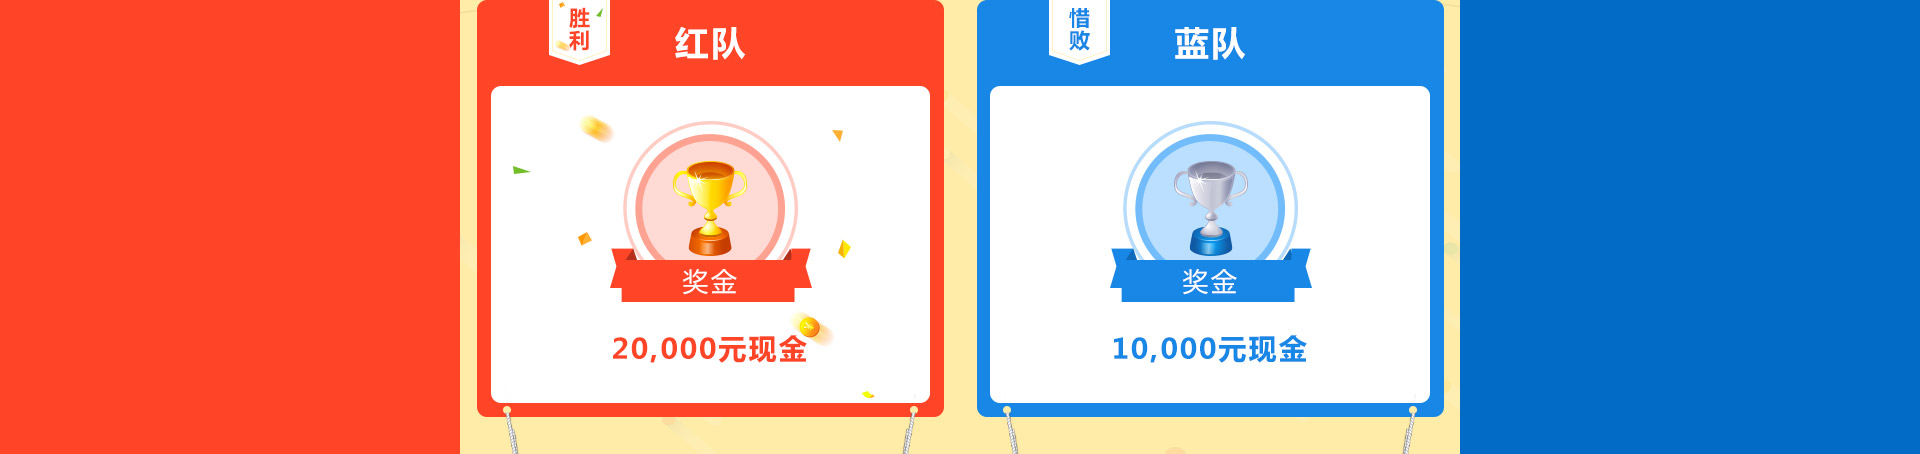 胜利
红队
奖金
20,000元现金
惜败
蓝队
奖金
10,000元现金